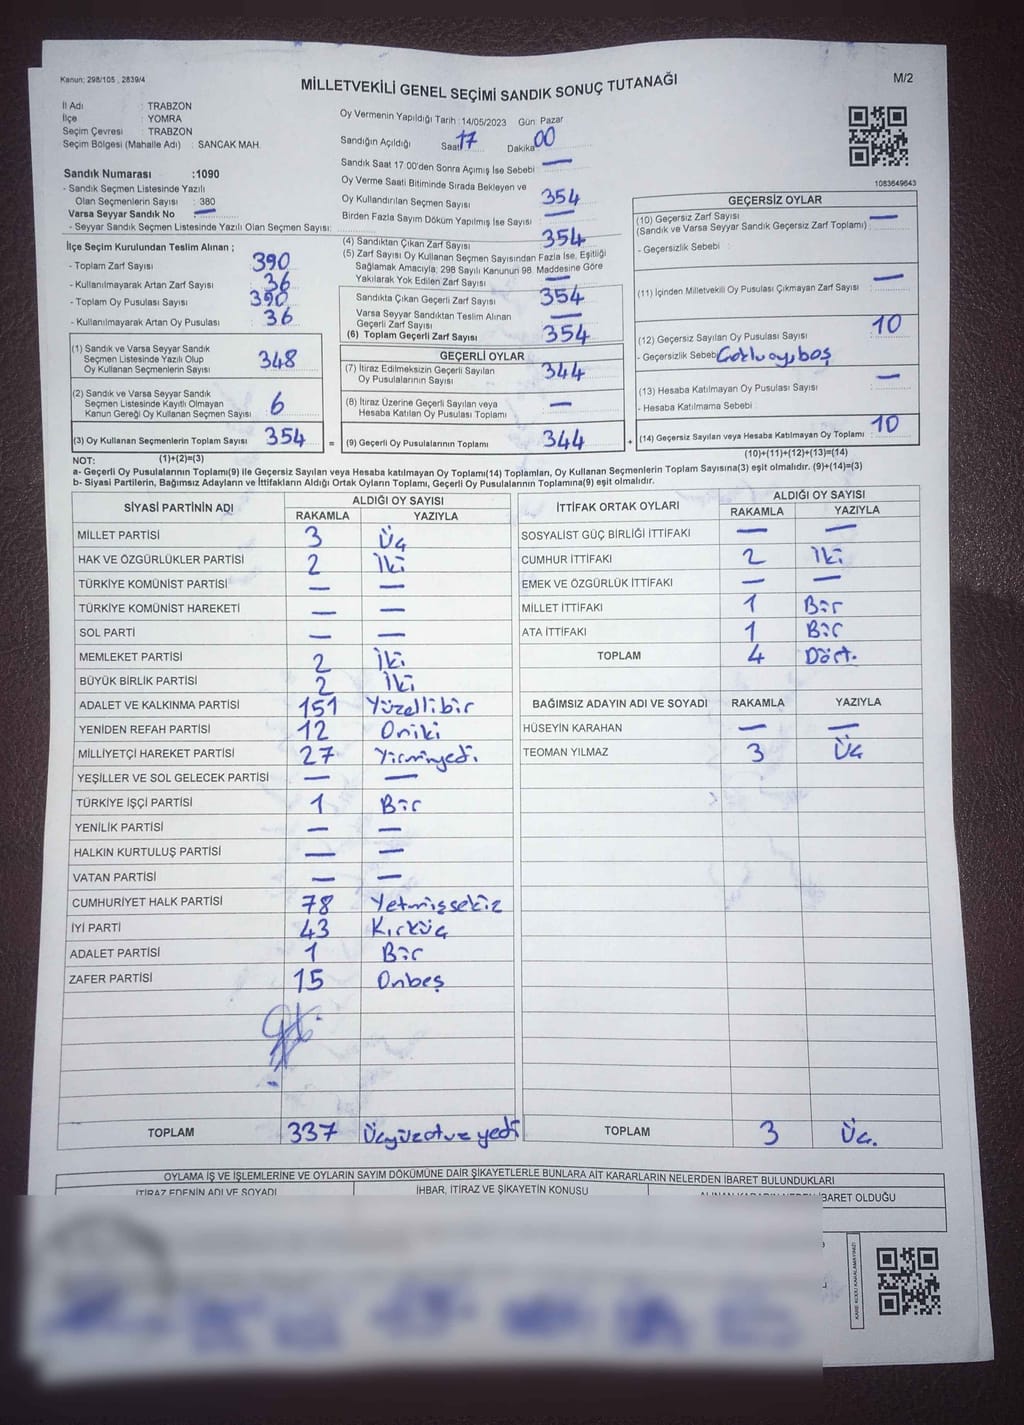 Kanun: 298/105 , 2839/4
MİLLETVEKİLİ GENEL SEÇİMİ SANDIK SONUÇ TUTANAĞI
M/2
İl Adı : TRABZON
İlçe : YOMRA
Seçim Çevresi : TRABZON
Seçim Bölgesi (Mahalle Adı) : SANCAK MAH.
Sandık Numarası :1090
- Sandık Seçmen Listesinde Yazılı
Olan Seçmenlerin Sayısı : 380
Varsa Seyyar Sandık No : —
- Seyyar Sandık Seçmen Listesinde Yazılı Olan Seçmen Sayısı:
İlçe Seçim Kurulundan Teslim Alınan ;
- Toplam Zarf Sayısı 390
- Kullanılmayarak Artan Zarf Sayısı 36
- Toplam Oy Pusulası Sayısı 390
- Kullanılmayarak Artan Oy Pusulası 36
(1) Sandık ve Varsa Seyyar Sandık
Seçmen Listesinde Yazılı Olup
Oy Kullanan Seçmenlerin Sayısı 348
(2) Sandık ve Varsa Seyyar Sandık
Seçmen Listesinde Kayıtlı Olmayan
Kanun Gereği Oy Kullanan Seçmen Sayısı 6
(3) Oy Kullanan Seçmenlerin Toplam Sayısı 354
Oy Vermenin Yapıldığı Tarih : 14/05/2023 Gün: Pazar
Sandığın Açıldığı Saat 17 Dakika 00
Sandık Saat 17:00'den Sonra Açımış İse Sebebi : —
Oy Verme Saati Bitiminde Sırada Bekleyen ve
Oy Kullandırılan Seçmen Sayısı 354
Birden Fazla Sayım Döküm Yapılmış İse Sayısı : —
(4) Sandıktan Çıkan Zarf Sayısı 354
(5) Zarf Sayısı Oy Kullanan Seçmen Sayısından Fazla İse, Eşitliği
Sağlamak Amacıyla; 298 Sayılı Kanunun 98. Maddesine Göre
Yakılarak Yok Edilen Zarf Sayısı —
Sandıkta Çıkan Geçerli Zarf Sayısı 354
Varsa Seyyar Sandıktan Teslim Alınan
Geçerli Zarf Sayısı —
(6) Toplam Geçerli Zarf Sayısı 354
GEÇERLİ OYLAR
(7) İtiraz Edilmeksizin Geçerli Sayılan
Oy Pusulalarının Sayısı 344
(8) İtiraz Üzerine Geçerli Sayılan veya
Hesaba Katılan Oy Pusulası Toplamı —
= (9) Geçerli Oy Pusulalarının Toplamı 344
1083649643
GEÇERSİZ OYLAR
(10) Geçersiz Zarf Sayısı
(Sandık ve Varsa Seyyar Sandık Geçersiz Zarf Toplamı) : —
- Geçersizlik Sebebi :
(11) İçinden Milletvekili Oy Pusulası Çıkmayan Zarf Sayısı : —
(12) Geçersiz Sayılan Oy Pusulası Sayısı : 10
- Geçersizlik Sebebi
(13) Hesaba Katılmayan Oy Pusulası Sayısı : —
- Hesaba Katılmama Sebebi :
+ (14) Geçersiz Sayılan veya Hesaba Katılmayan Oy Toplamı : 10
NOT: (1)+(2)=(3) (10)+(11)+(12)+(13)=(14)
a- Geçerli Oy Pusulalarının Toplamı(9) ile Geçersiz Sayılan veya Hesaba katılmayan Oy Toplamı(14) Toplamları, Oy Kullanan Seçmenlerin Toplam Sayısına(3) eşit olmalıdır. (9)+(14)=(3)
b- Siyasi Partilerin, Bağımsız Adayların ve İttifakların Aldığı Ortak Oyların Toplamı, Geçerli Oy Pusulalarının Toplamına(9) eşit olmalıdır.
SİYASİ PARTİNİN ADI ALDIĞI OY SAYISI
RAKAMLA YAZIYLA
MİLLET PARTİSİ 3 Üç
HAK VE ÖZGÜRLÜKLER PARTİSİ 2 İki
TÜRKİYE KOMÜNİST PARTİSİ — —
TÜRKİYE KOMÜNİST HAREKETİ — —
SOL PARTİ — —
MEMLEKET PARTİSİ 2 İki
BÜYÜK BİRLİK PARTİSİ 2 İki
ADALET VE KALKINMA PARTİSİ 151 Yüzellibir
YENİDEN REFAH PARTİSİ 12 Oniki
MİLLİYETÇİ HAREKET PARTİSİ 27 Yirmiyedi
YEŞİLLER VE SOL GELECEK PARTİSİ — —
TÜRKİYE İŞÇİ PARTİSİ 1 Bir
YENİLİK PARTİSİ — —
HALKIN KURTULUŞ PARTİSİ — —
VATAN PARTİSİ — —
CUMHURİYET HALK PARTİSİ 78 Yetmişsekiz
İYİ PARTİ 43 Kırküç
ADALET PARTİSİ 1 Bir
ZAFER PARTİSİ 15 Onbeş
TOPLAM 337 Üçyüzotuzyedi
İTTİFAK ORTAK OYLARI ALDIĞI OY SAYISI
RAKAMLA YAZIYLA
SOSYALİST GÜÇ BİRLİĞİ İTTİFAKI — —
CUMHUR İTTİFAKI 2 İki
EMEK VE ÖZGÜRLÜK İTTİFAKI — —
MİLLET İTTİFAKI 1 Bir
ATA İTTİFAKI 1 Bir
TOPLAM 4 Dört.
BAĞIMSIZ ADAYIN ADI VE SOYADI RAKAMLA YAZIYLA
HÜSEYİN KARAHAN — —
TEOMAN YILMAZ 3 Üç
TOPLAM 3 Üç.
OYLAMA İŞ VE İŞLEMLERİNE VE OYLARIN SAYIM DÖKÜMÜNE DAİR ŞİKAYETLERLE BUNLARA AİT KARARLARIN NELERDEN İBARET BULUNDUKLARI
İTİRAZ EDENİN ADI VE SOYADI İHBAR, İTİRAZ VE ŞİKAYETİN KONUSU ALINAN KARARIN NEDEN İBARET OLDUĞU